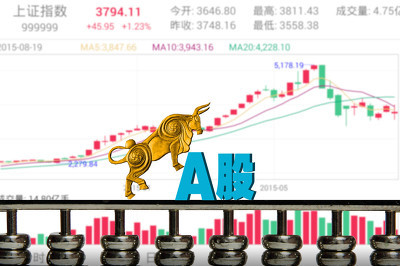 上证指数 3794.11 今开: 3646.80 最高: 3811.43 成交量: 4.75亿
999999 +45.95 +1.23% 昨收: 3748.16 最低: 3558.38
2015-08-19 MA5:3,847.66 MA10:3,943.16 MA20:4,228.10
5,178.19
2,279.84
A股
2015-05
成交量: 14.80亿手
日